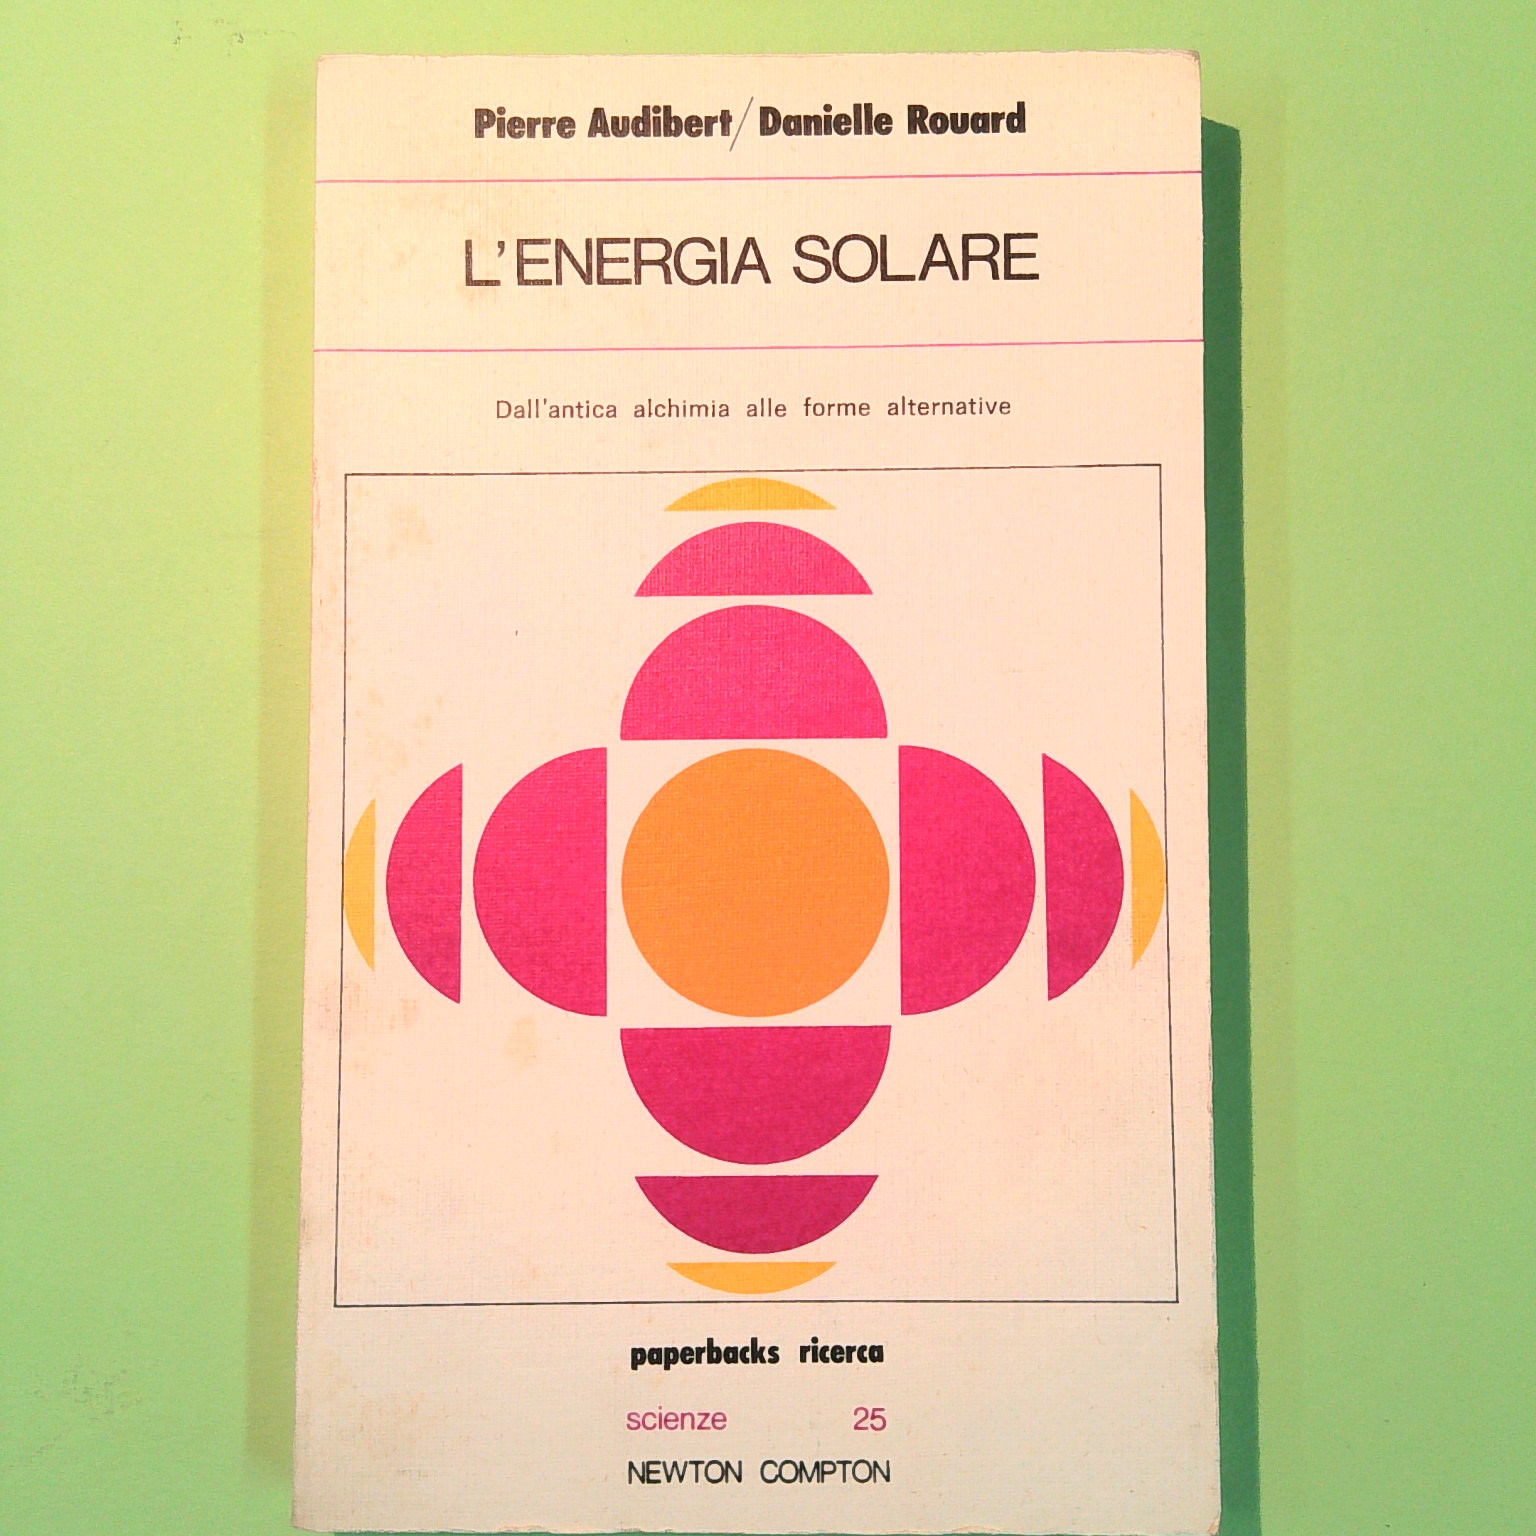 Pierre Audibert/Danielle Rouard
L'ENERGIA SOLARE
Dall'antica alchimia alle forme alternative
paperbacks ricerca
scienze 25
NEWTON COMPTON